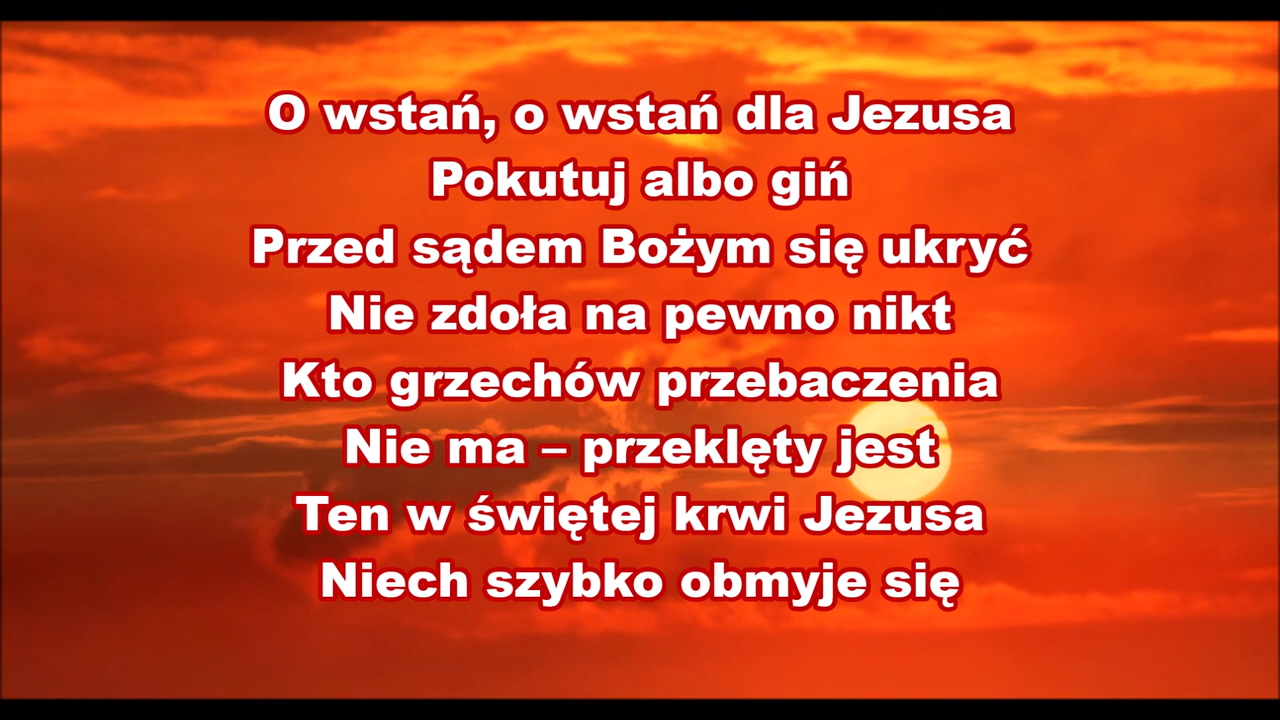 O wstań, o wstań dla Jezusa
Pokutuj albo giń
Przed sądem Bożym się ukryć
Nie zdoła na pewno nikt
Kto grzechów przebaczenia
Nie ma – przeklęty jest
Ten w świętej krwi Jezusa
Niech szybko obmyje się